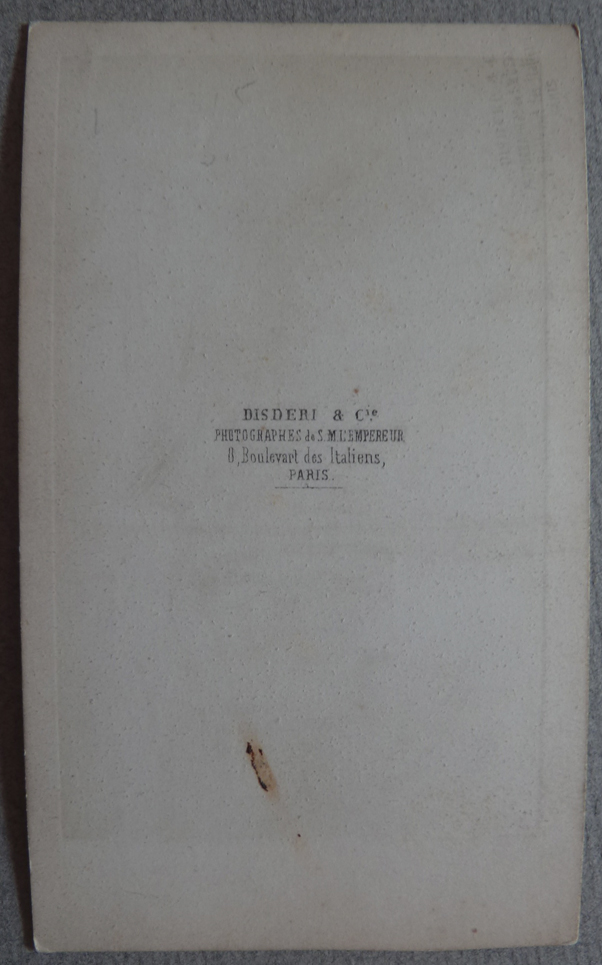 DISDERI & Cie
PHOTOGRAPHES de S.M.L'EMPEREUR
8, Boulevart des Italiens,
PARIS.